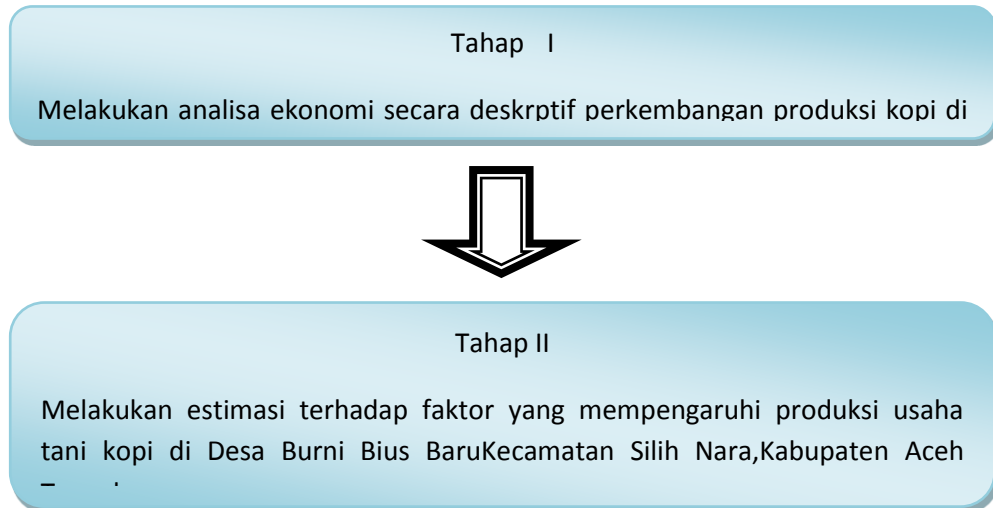 Tahap I
Melakukan analisa ekonomi secara deskrptif perkembangan produksi kopi di
Tahap II
Melakukan estimasi terhadap faktor yang mempengaruhi produksi usaha
tani kopi di Desa Burni Bius BaruKecamatan Silih Nara,Kabupaten Aceh